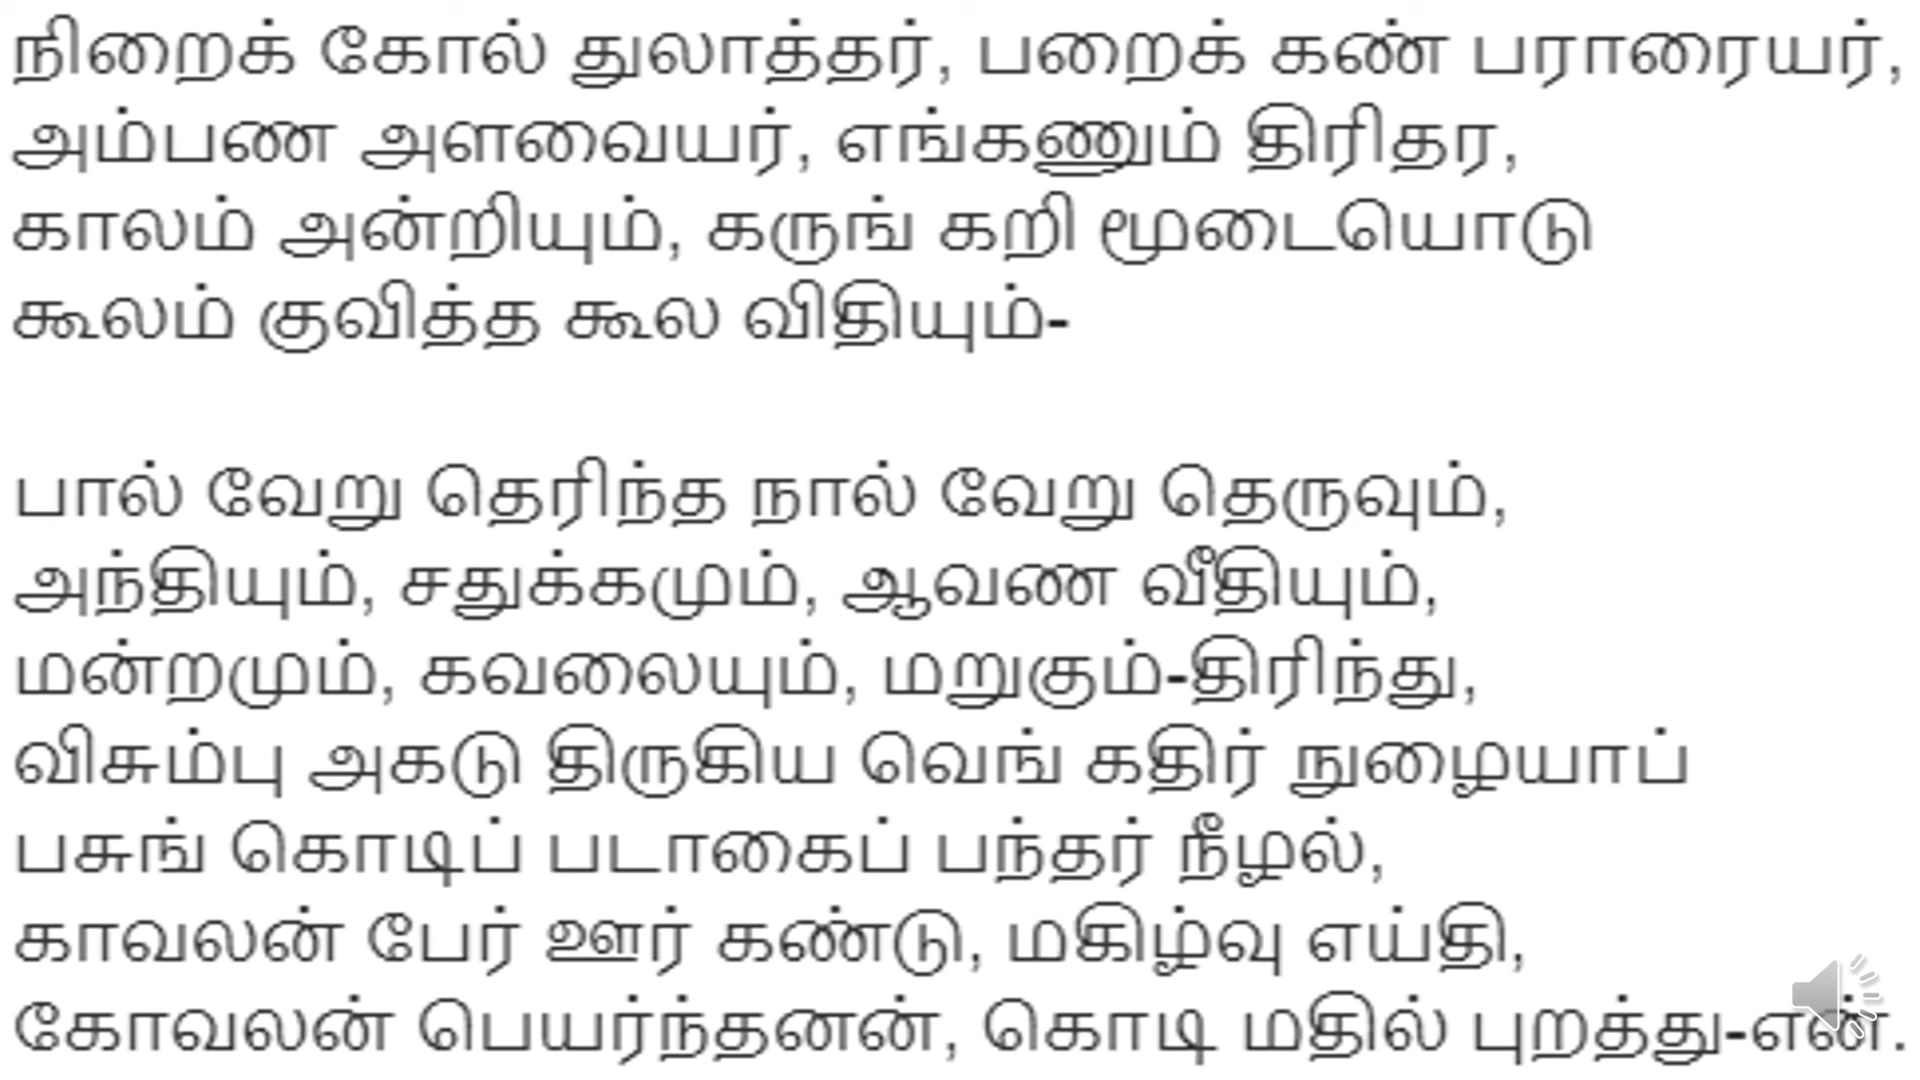 நிறைக் கோல் துலாத்தர், பறைக் கண் பராரையர்,
அம்பண அளவையர், எங்கணும் திரிதர,
காலம் அன்றியும், கருங் கறி மூடையொடு
கூலம் குவித்த கூல விதியும்-
பால் வேறு தெரிந்த நால் வேறு தெருவும்,
அந்தியும், சதுக்கமும், ஆவண வீதியும்,
மன்றமும், கவலையும், மறுகும்-திரிந்து,
விசும்பு அகடு திருகிய வெங் கதிர் நுழையாப்
பசுங் கொடிப் படாகைப் பந்தர் நீழல்,
காவலன் பேர் ஊர் கண்டு, மகிழ்வு எய்தி,
கோவலன் பெயர்ந்தனன், கொடி மதில் புறத்து-என்.